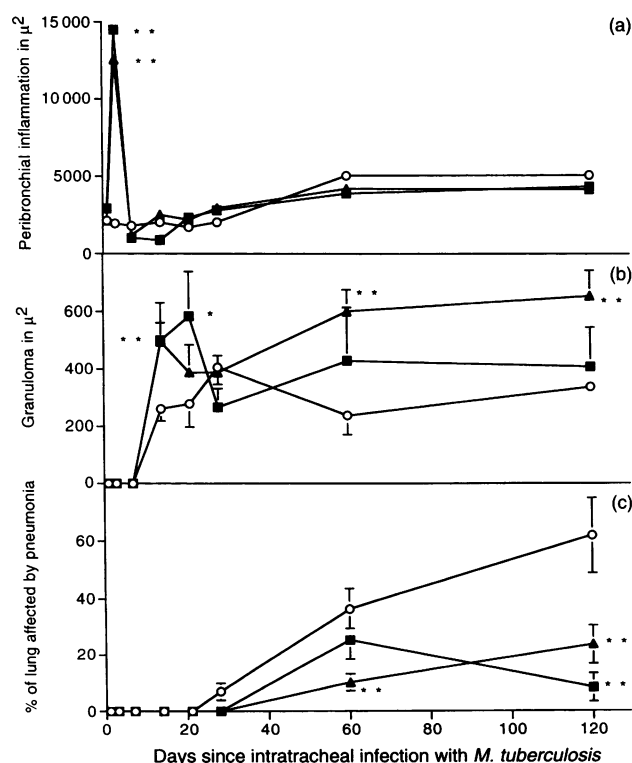 (a)
Peribronchial inflammation in μ²
15 000
10 000
5000
0
* *
* *
(b)
Granuloma in μ²
600
400
200
0
* *
*
* *
* *
(c)
% of lung affected by pneumonia
60
40
20
0
* *
* *
* *
0 20 40 60 80 100 120
Days since intratracheal infection with M. tuberculosis